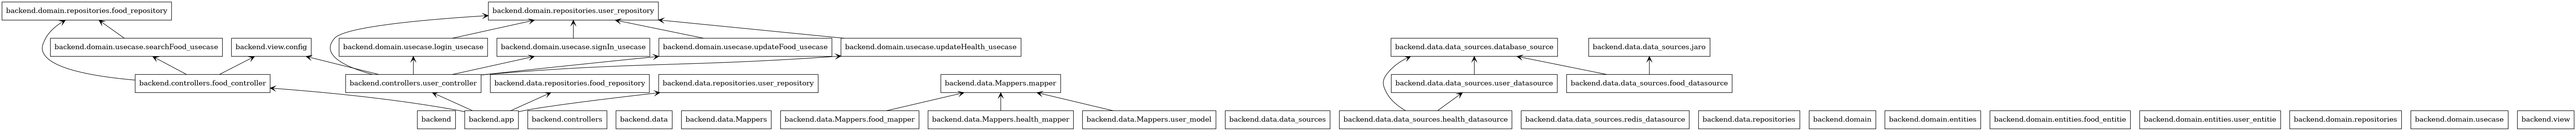 backend.domain.repositories.food_repository
backend.domain.repositories.user_repository
backend.domain.usecase.searchFood_usecase
backend.view.config
backend.domain.usecase.login_usecase
backend.domain.usecase.signIn_usecase
backend.domain.usecase.updateFood_usecase
backend.domain.usecase.updateHealth_usecase
backend.data.data_sources.database_source
backend.data.data_sources.jaro
backend.controllers.food_controller
backend.controllers.user_controller
backend.data.repositories.food_repository
backend.data.repositories.user_repository
backend.data.Mappers.mapper
backend.data.data_sources.user_datasource
backend.data.data_sources.food_datasource
backend
backend.app
backend.controllers
backend.data
backend.data.Mappers
backend.data.Mappers.food_mapper
backend.data.Mappers.health_mapper
backend.data.Mappers.user_model
backend.data.data_sources
backend.data.data_sources.health_datasource
backend.data.data_sources.redis_datasource
backend.data.repositories
backend.domain
backend.domain.entities
backend.domain.entities.food_entitie
backend.domain.entities.user_entitie
backend.domain.repositories
backend.domain.usecase
backend.view